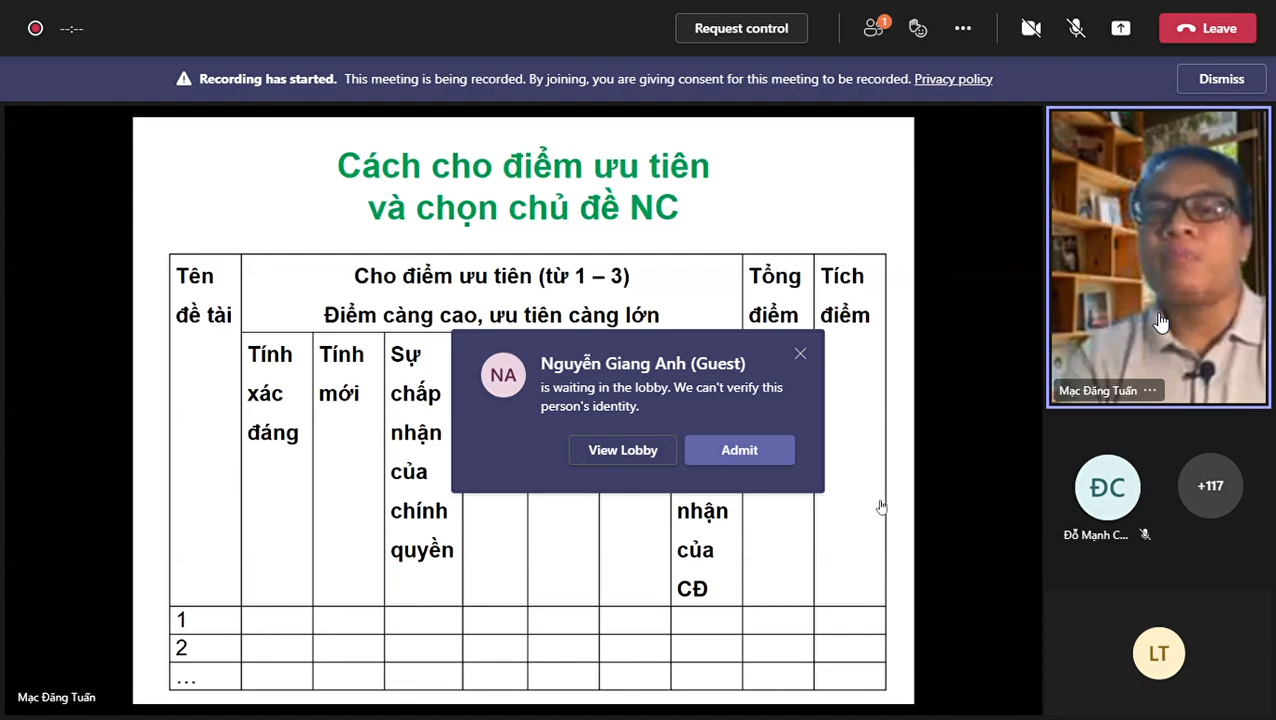 --:--
Request control
1
Leave
Recording has started. This meeting is being recorded. By joining, you are giving consent for this meeting to be recorded. Privacy policy
Dismiss
Cách cho điểm ưu tiên
và chọn chủ đề NC
Tên
đề tài
Cho điểm ưu tiên (từ 1 – 3)
Điểm càng cao, ưu tiên càng lớn
Tổng
điểm
Tích
điểm
Tính
xác
đáng
Tính
mới
Sự
chấp
nhận
của
chính
quyền
nhận
của
CĐ
1
2
...
NA
Nguyễn Giang Anh (Guest)
is waiting in the lobby. We can't verify this
person's identity.
View Lobby
Admit
Mạc Đăng Tuấn
ĐC
+117
Đỗ Mạnh C...
LT
Mạc Đăng Tuấn